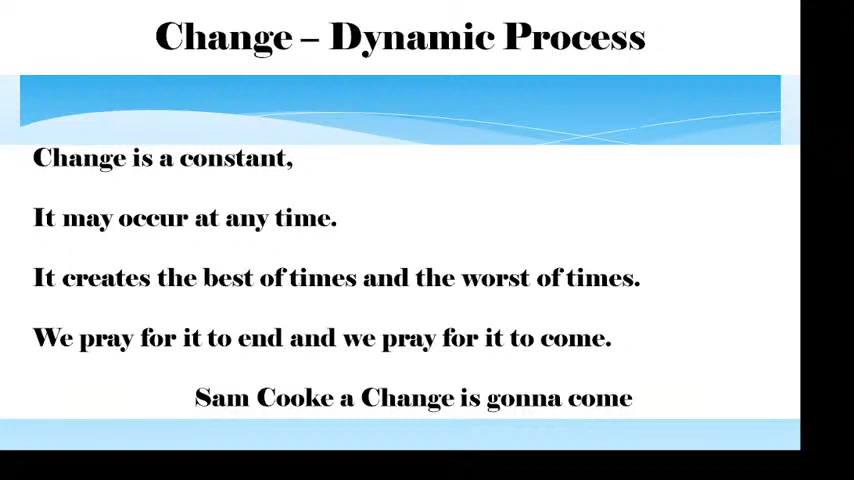 Change – Dynamic Process
Change is a constant,
It may occur at any time.
It creates the best of times and the worst of times.
We pray for it to end and we pray for it to come.
Sam Cooke a Change is gonna come